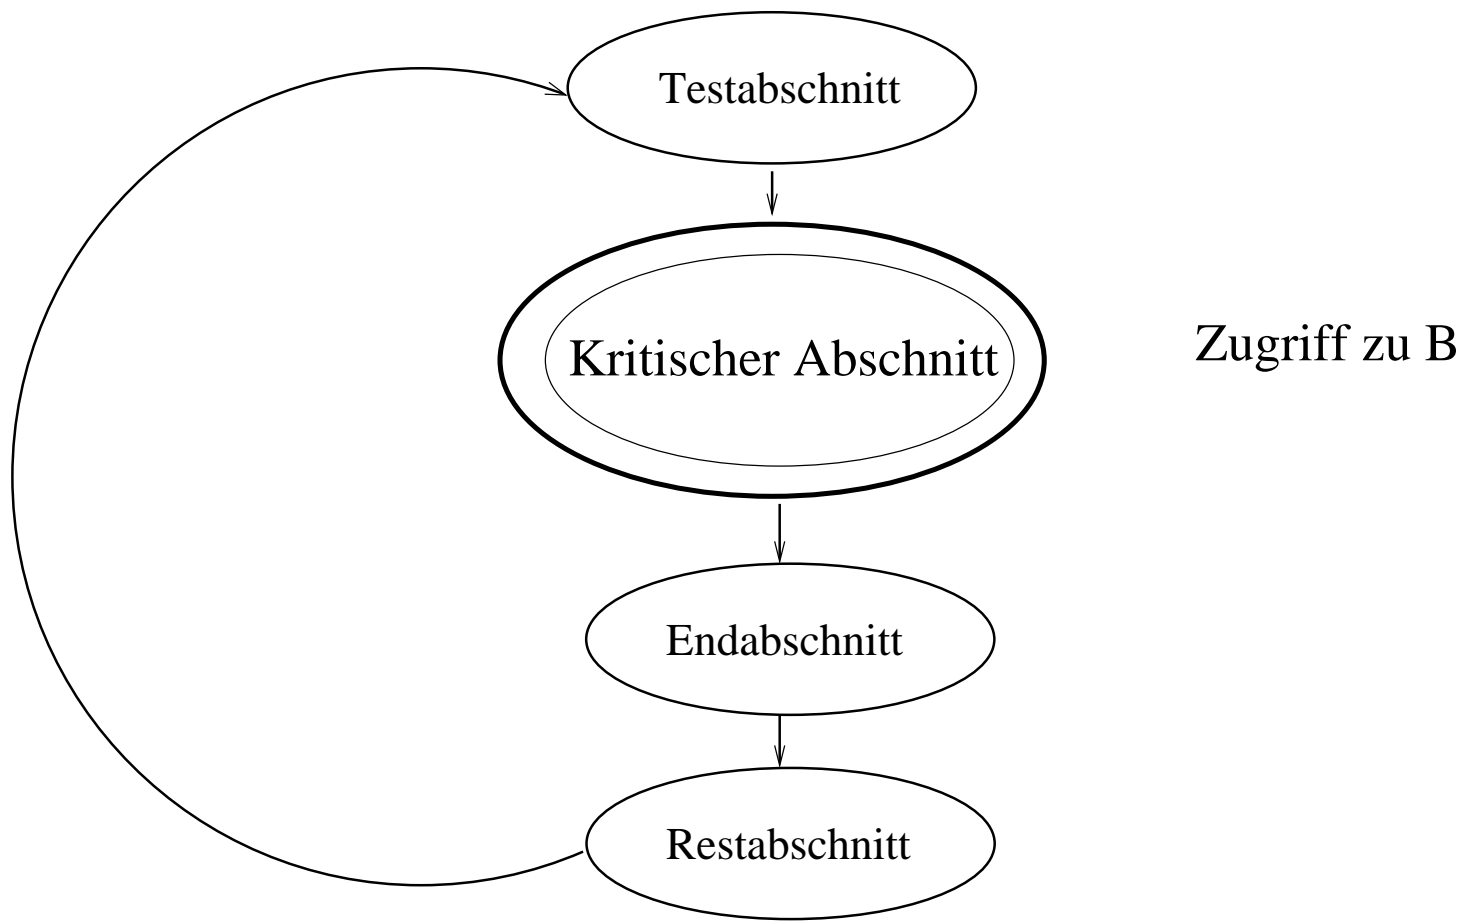 Testabschnitt
Kritischer Abschnitt
Zugriff zu B
Endabschnitt
Restabschnitt